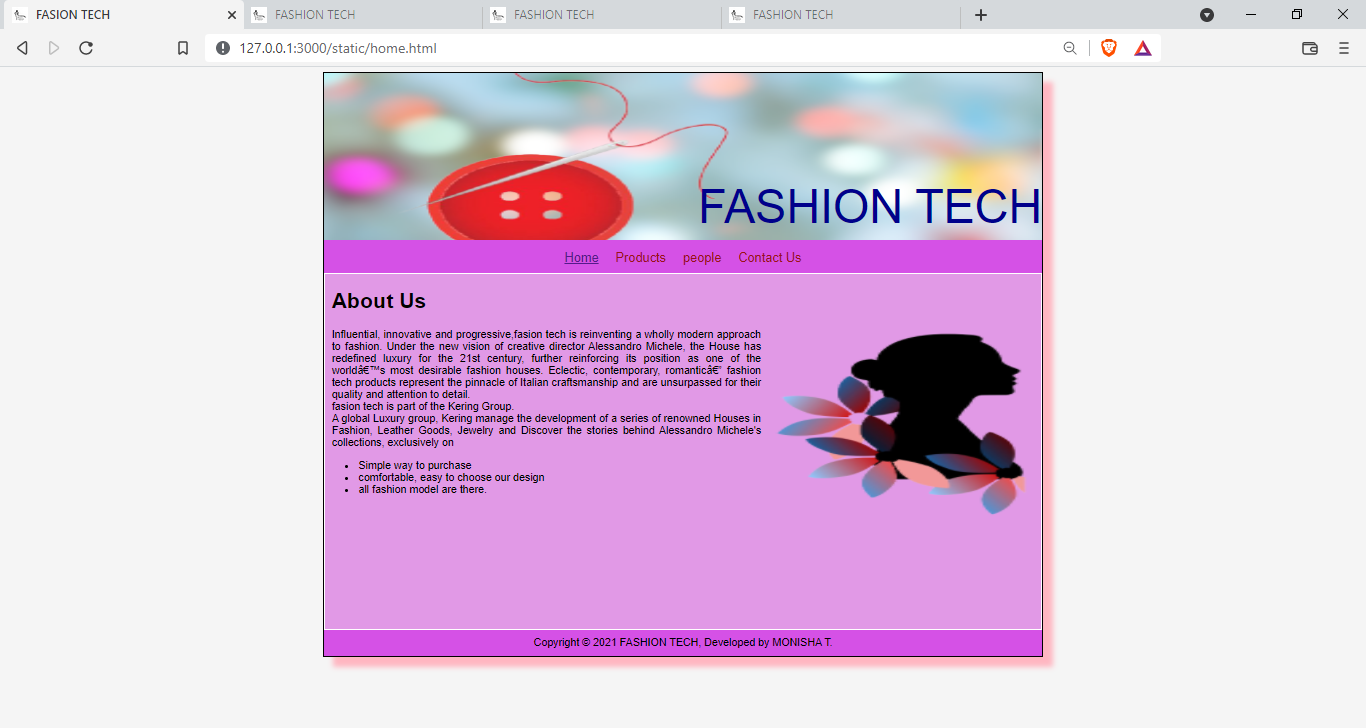 FASION TECH
FASHION TECH
FASHION TECH
FASHION TECH
127.0.0.1:3000/static/home.html
FASHION TECH
Home Products people Contact Us
About Us
Influential, innovative and progressive,fasion tech is reinventing a wholly modern approach
to fashion. Under the new vision of creative director Alessandro Michele, the House has
redefined luxury for the 21st century, further reinforcing its position as one of the
worldâ€™s most desirable fashion houses. Eclectic, contemporary, romanticâ€” fashion
tech products represent the pinnacle of Italian craftsmanship and are unsurpassed for their
quality and attention to detail.
fasion tech is part of the Kering Group.
A global Luxury group, Kering manage the development of a series of renowned Houses in
Fashion, Leather Goods, Jewelry and Discover the stories behind Alessandro Michele's
collections, exclusively on
• Simple way to purchase
• comfortable, easy to choose our design
• all fashion model are there.
Copyright © 2021 FASHION TECH, Developed by MONISHA T.